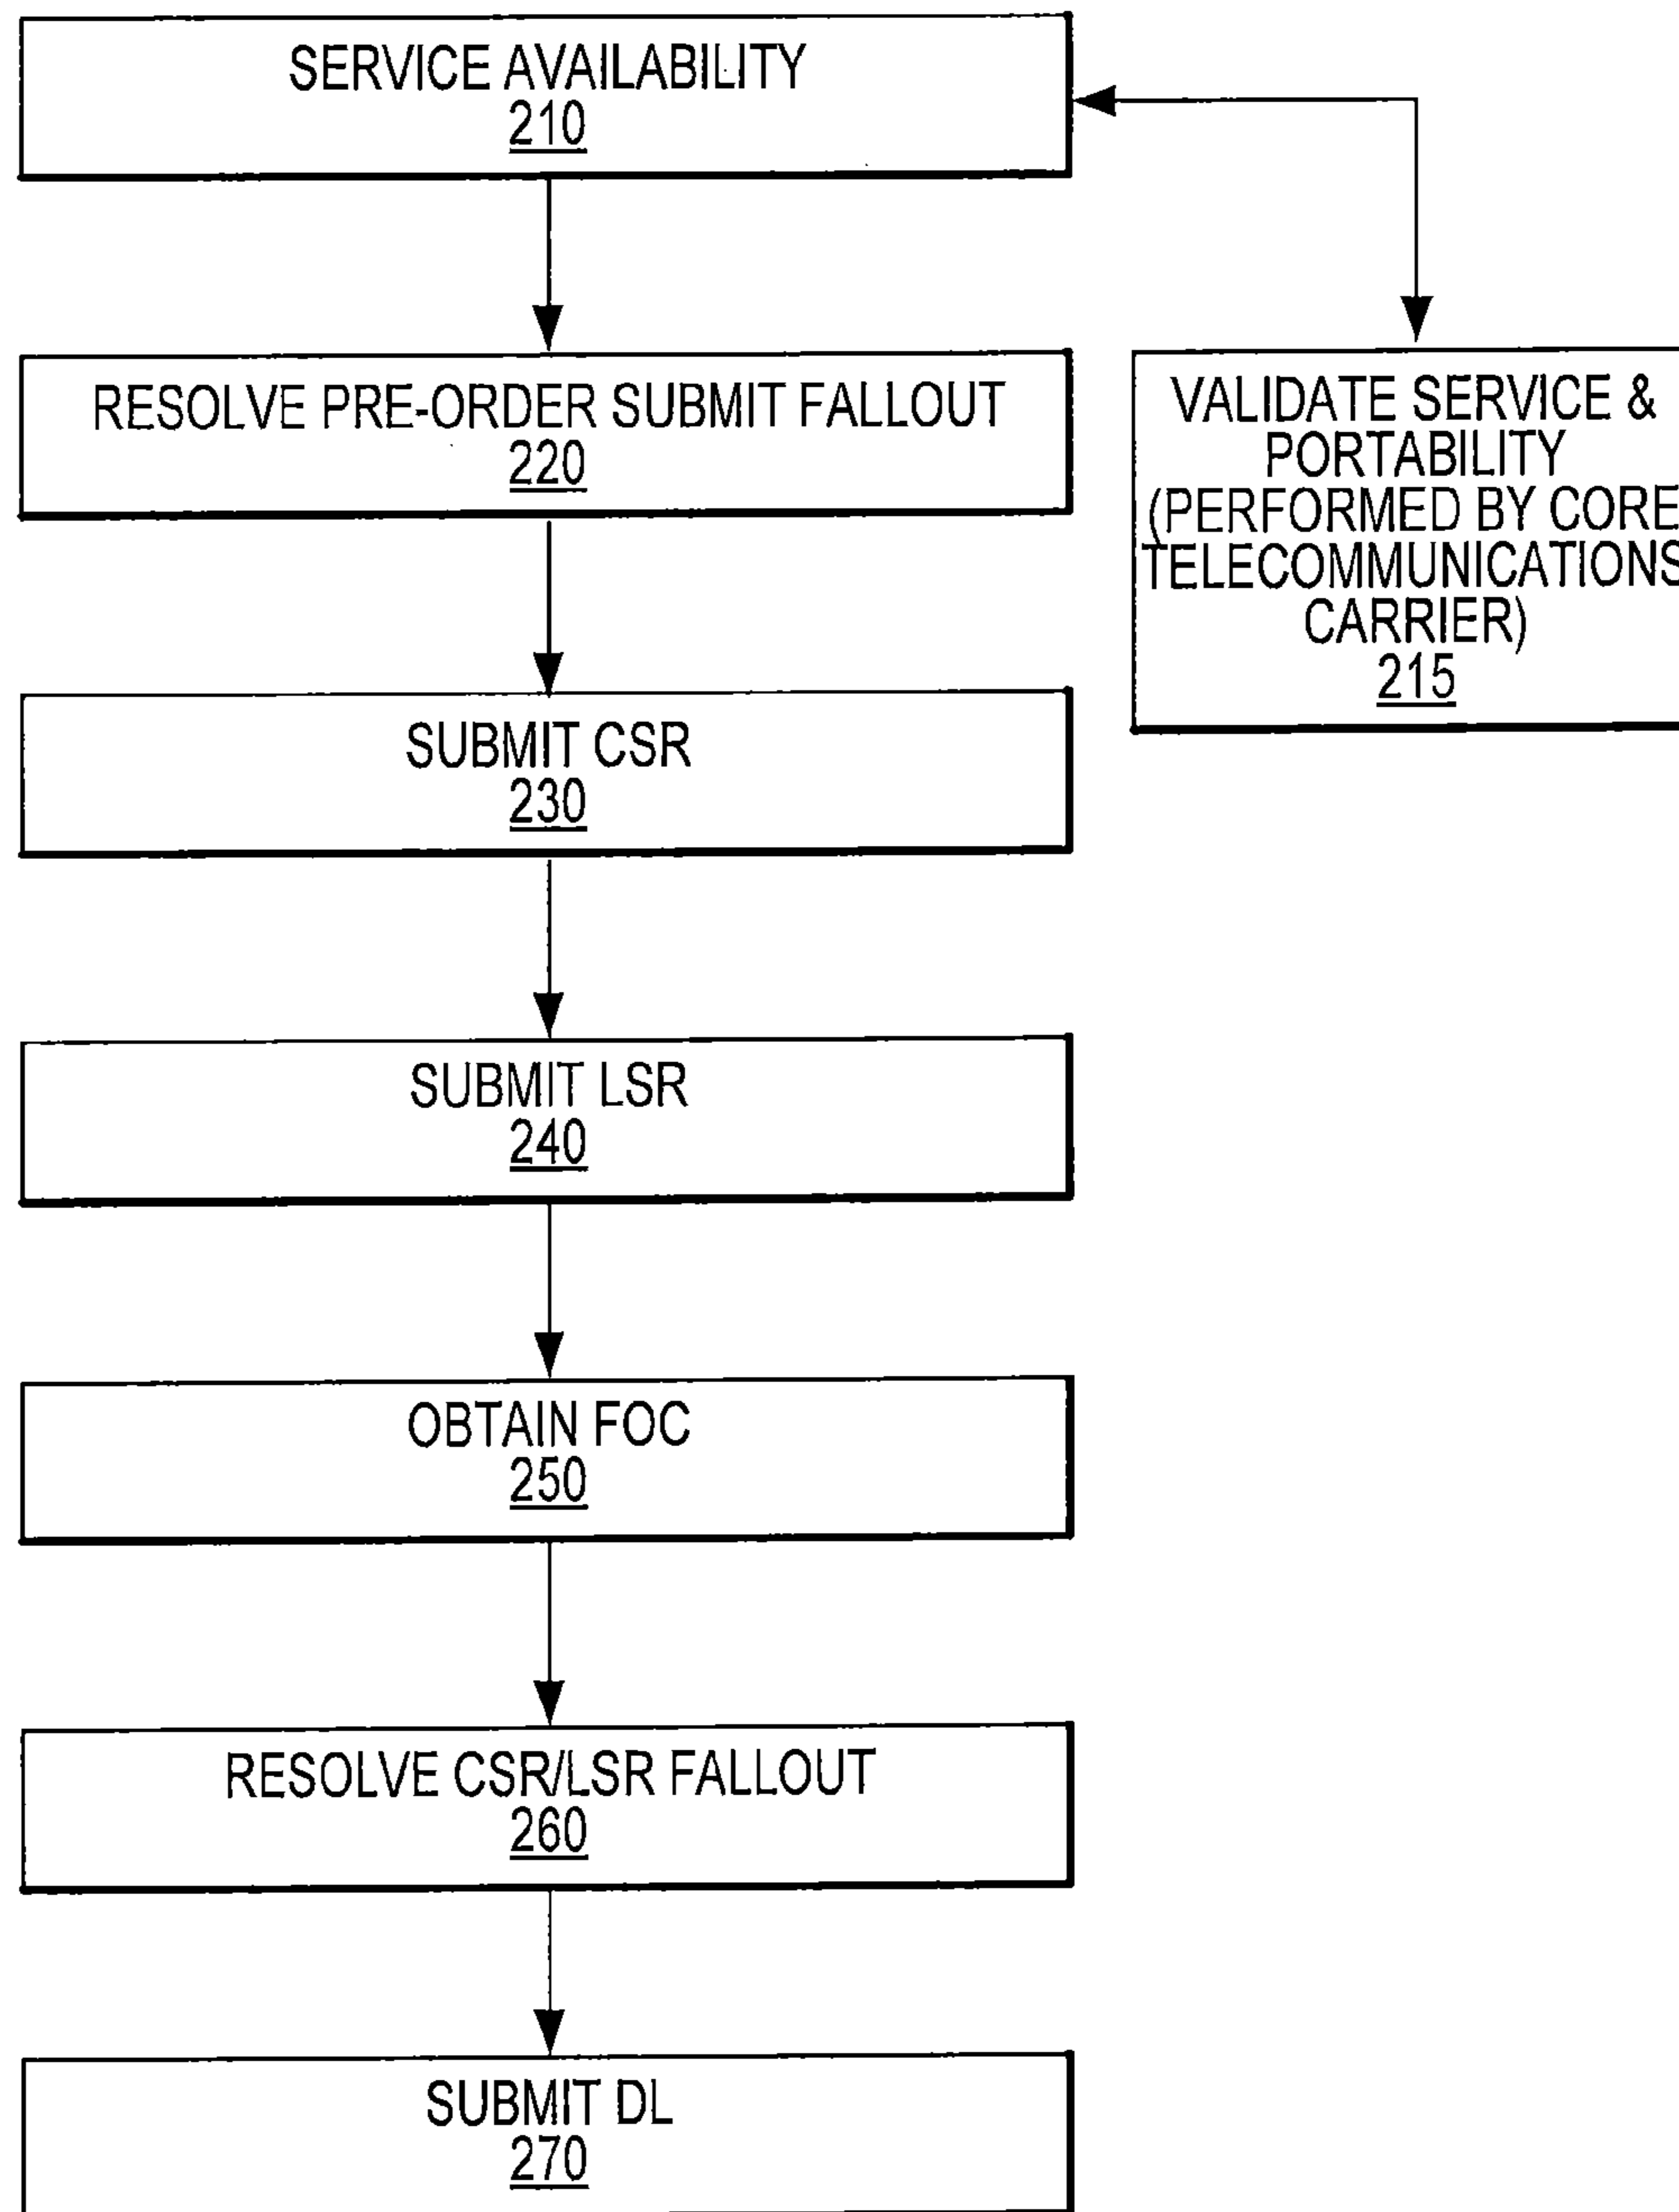 SERVICE AVAILABILITY
210
RESOLVE PRE-ORDER SUBMIT FALLOUT
220
VALIDATE SERVICE &
PORTABILITY
(PERFORMED BY CORE
TELECOMMUNICATIONS
CARRIER)
215
SUBMIT CSR
230
SUBMIT LSR
240
OBTAIN FOC
250
RESOLVE CSR/LSR FALLOUT
260
SUBMIT DL
270